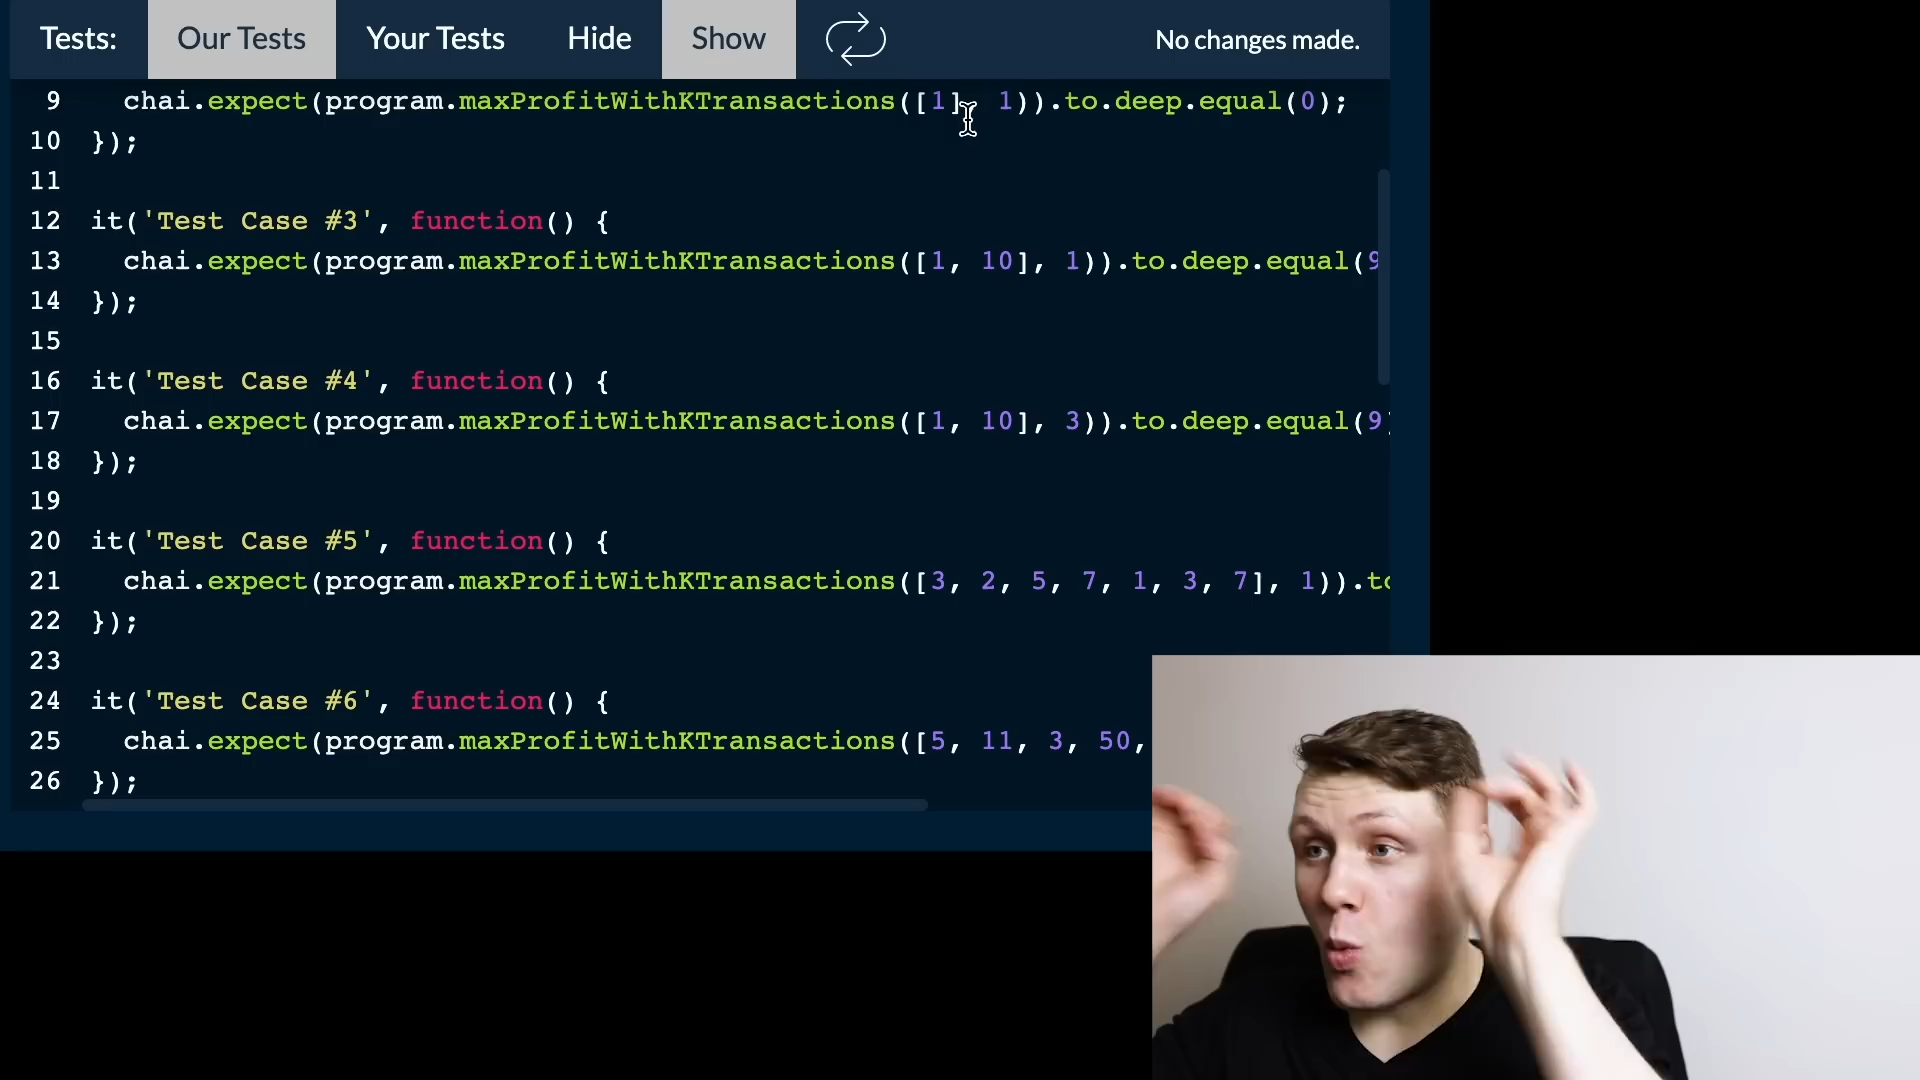 Tests: Our Tests Your Tests Hide Show No changes made.
9 chai.expect(program.maxProfitWithKTransactions([1], 1)).to.deep.equal(0);
10 });
11
12 it('Test Case #3', function() {
13 chai.expect(program.maxProfitWithKTransactions([1, 10], 1)).to.deep.equal(9
14 });
15
16 it('Test Case #4', function() {
17 chai.expect(program.maxProfitWithKTransactions([1, 10], 3)).to.deep.equal(9)
18 });
19
20 it('Test Case #5', function() {
21 chai.expect(program.maxProfitWithKTransactions([3, 2, 5, 7, 1, 3, 7], 1)).to
22 });
23
24 it('Test Case #6', function() {
25 chai.expect(program.maxProfitWithKTransactions([5, 11, 3, 50,
26 });